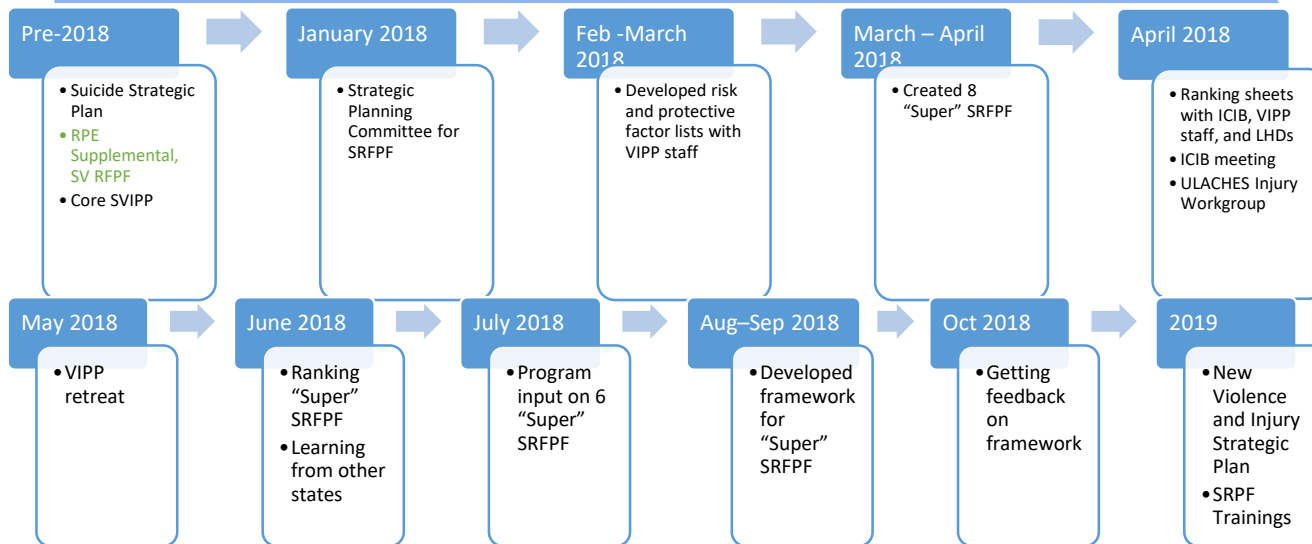 Pre-2018
• Suicide Strategic
Plan
• RPE
Supplemental,
SV RFPF
• Core SVIPP
January 2018
• Strategic
Planning
Committee for
SRFPF
Feb -March
2018
• Developed risk
and protective
factor lists with
VIPP staff
March – April
2018
• Created 8
“Super” SRFPF
April 2018
• Ranking sheets
with ICIB, VIPP
staff, and LHDs
• ICIB meeting
• ULACHES Injury
Workgroup
May 2018
• VIPP
retreat
June 2018
• Ranking
“Super”
SRFPF
• Learning
from other
states
July 2018
• Program
input on 6
“Super”
SRFPF
Aug–Sep 2018
• Developed
framework
for
“Super”
SRFPF
Oct 2018
• Getting
feedback
on
framework
2019
• New
Violence
and Injury
Strategic
Plan
• SRPF
Trainings